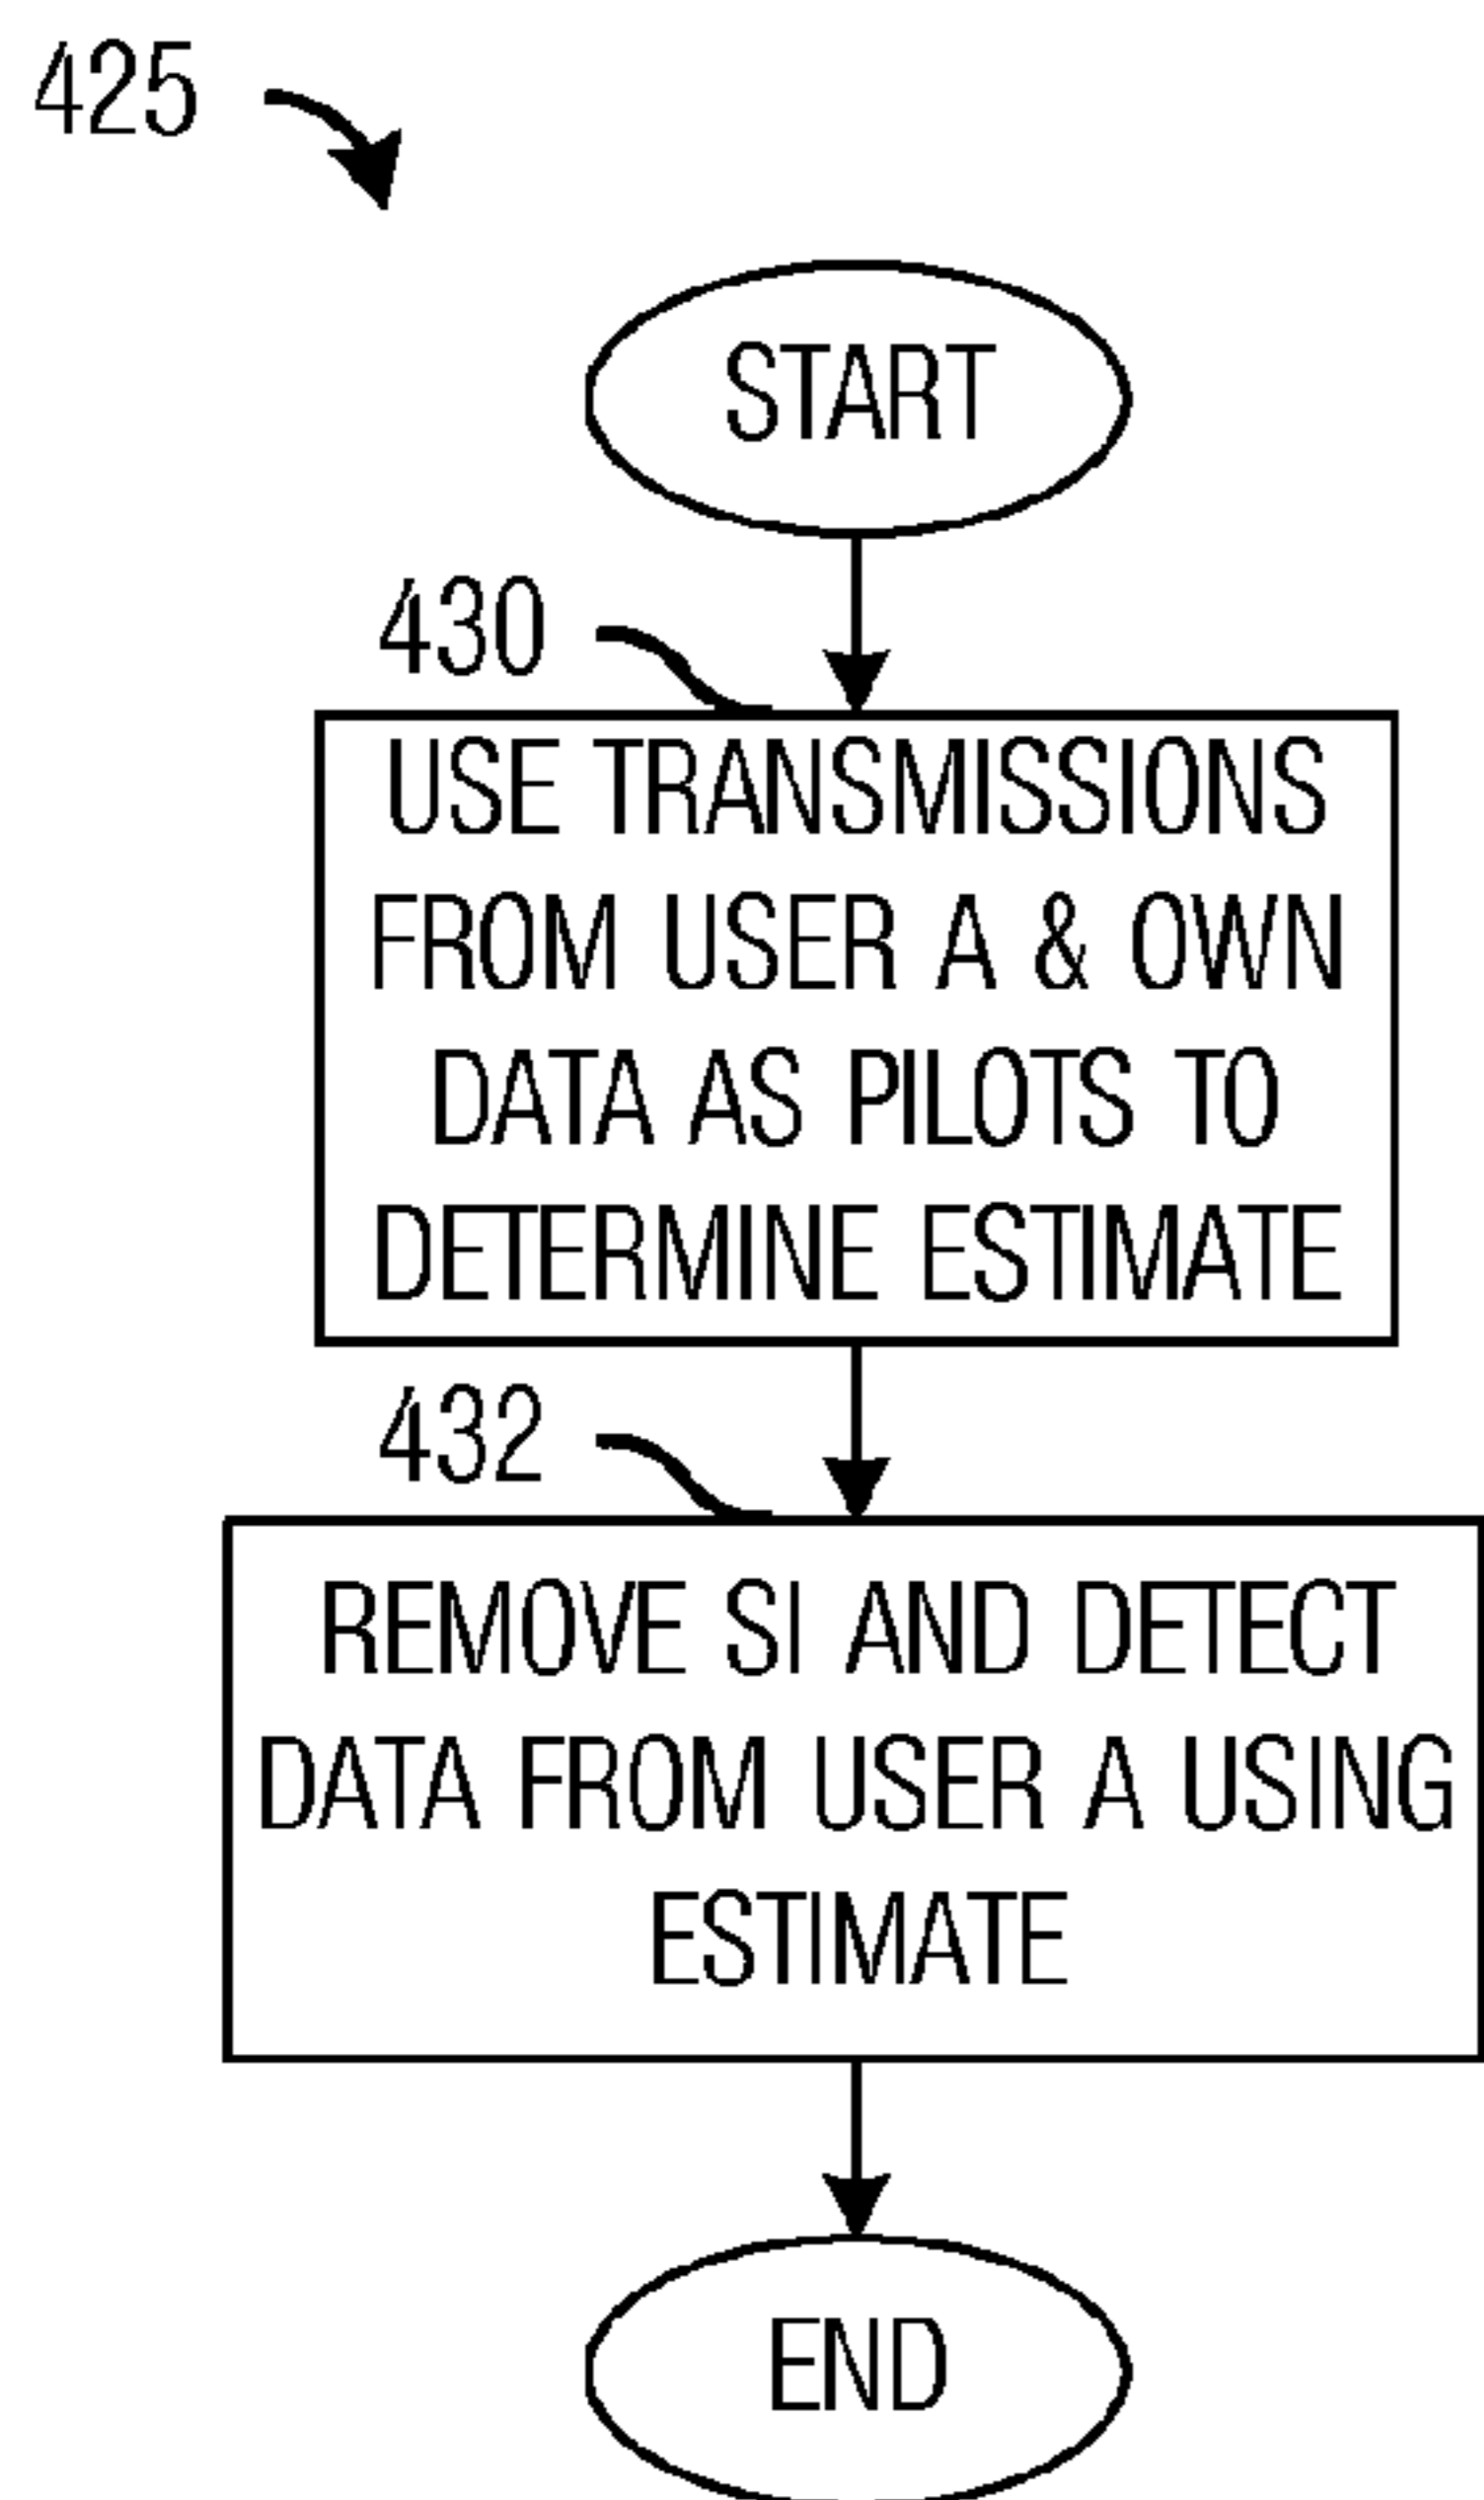 425
START
430
USE TRANSMISSIONS
FROM USER A & OWN
DATA AS PILOTS TO
DETERMINE ESTIMATE
432
REMOVE SI AND DETECT
DATA FROM USER A USING
ESTIMATE
END